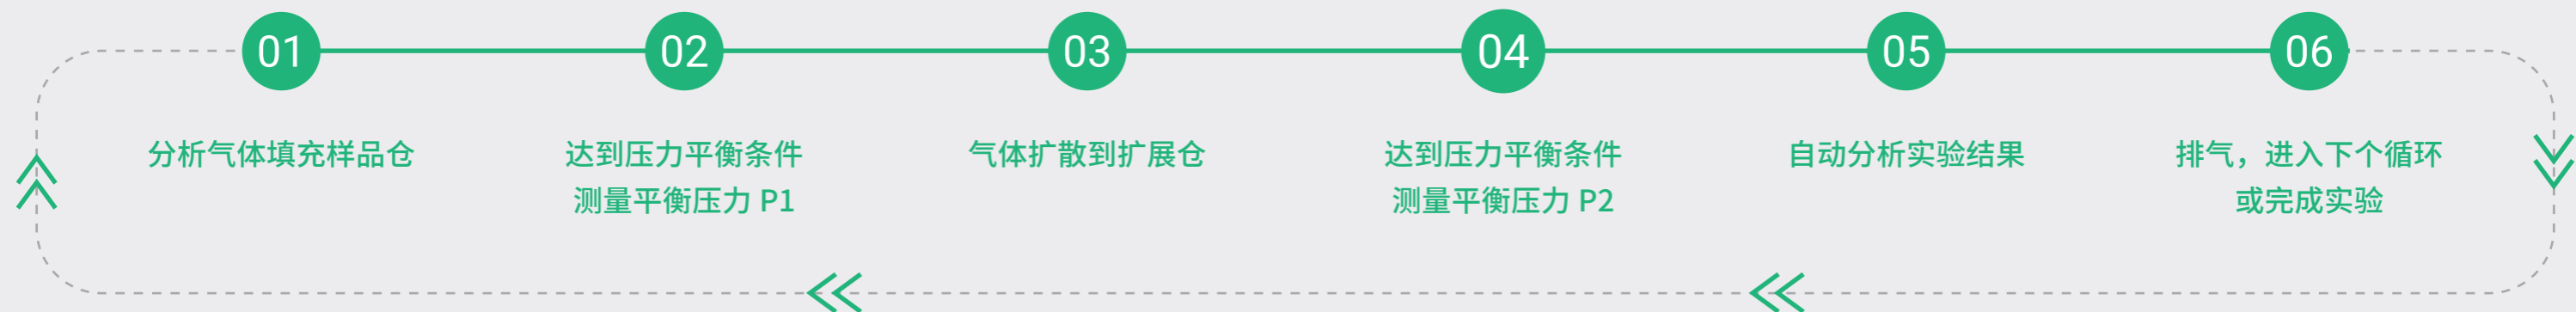 01
分析气体填充样品仓
02
达到压力平衡条件
测量平衡压力 P1
03
气体扩散到扩展仓
04
达到压力平衡条件
测量平衡压力 P2
05
自动分析实验结果
06
排气，进入下个循环
或完成实验